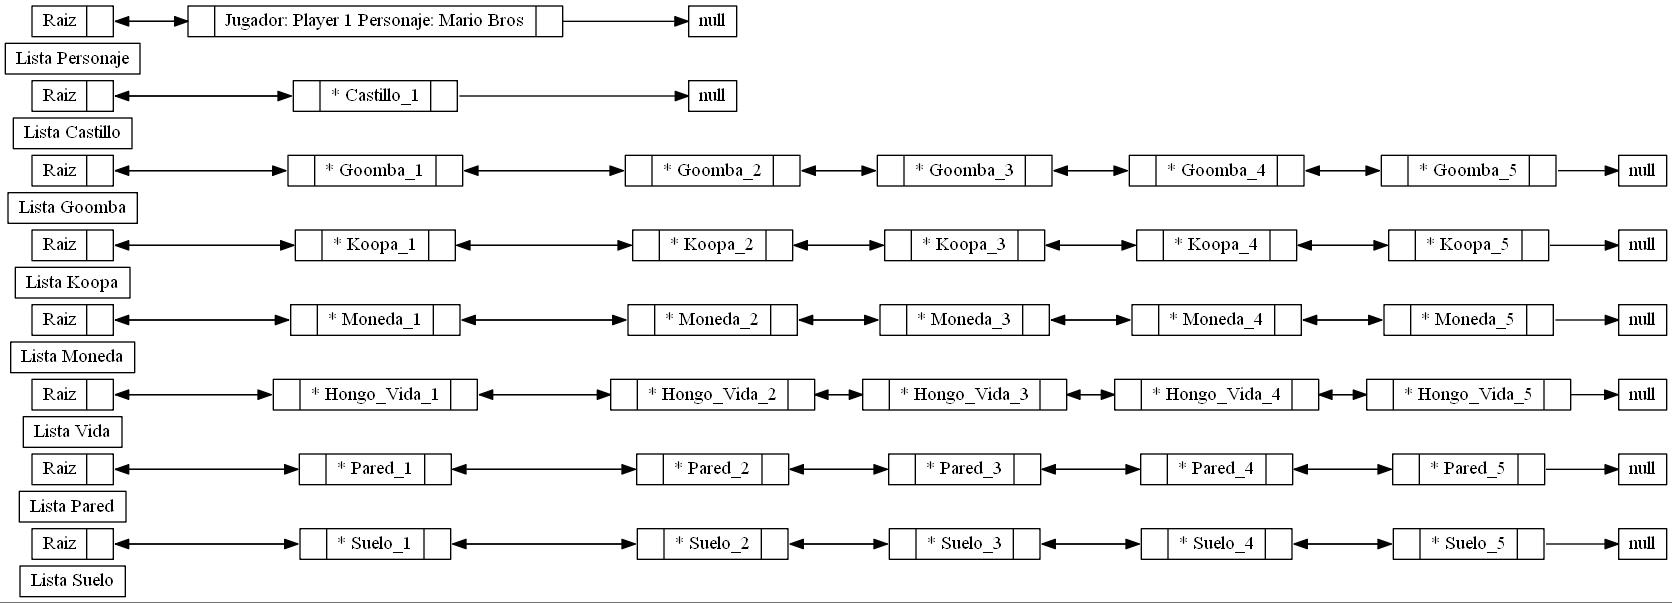 Raiz Jugador: Player 1 Personaje: Mario Bros null
Lista Personaje
Raiz * Castillo_1 null
Lista Castillo
Raiz * Goomba_1 * Goomba_2 * Goomba_3 * Goomba_4 * Goomba_5 null
Lista Goomba
Raiz * Koopa_1 * Koopa_2 * Koopa_3 * Koopa_4 * Koopa_5 null
Lista Koopa
Raiz * Moneda_1 * Moneda_2 * Moneda_3 * Moneda_4 * Moneda_5 null
Lista Moneda
Raiz * Hongo_Vida_1 * Hongo_Vida_2 * Hongo_Vida_3 * Hongo_Vida_4 * Hongo_Vida_5 null
Lista Vida
Raiz * Pared_1 * Pared_2 * Pared_3 * Pared_4 * Pared_5 null
Lista Pared
Raiz * Suelo_1 * Suelo_2 * Suelo_3 * Suelo_4 * Suelo_5 null
Lista Suelo